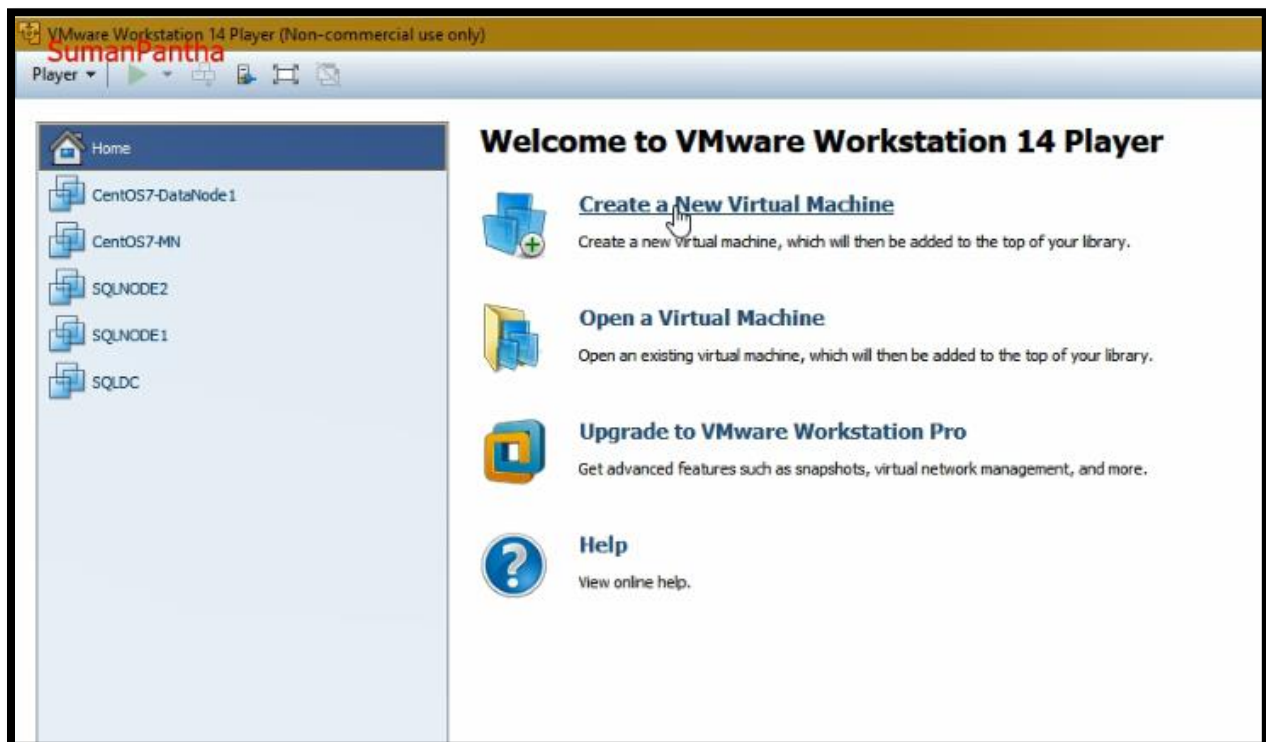 VMware Workstation 14 Player (Non-commercial use only)
SumanPantha
Player
Home
CentOS7-DataNode1
CentOS7-MN
SQLNODE2
SQLNODE1
SQLDC
Welcome to VMware Workstation 14 Player
Create a New Virtual Machine
Create a new virtual machine, which will then be added to the top of your library.
Open a Virtual Machine
Open an existing virtual machine, which will then be added to the top of your library.
Upgrade to VMware Workstation Pro
Get advanced features such as snapshots, virtual network management, and more.
Help
View online help.